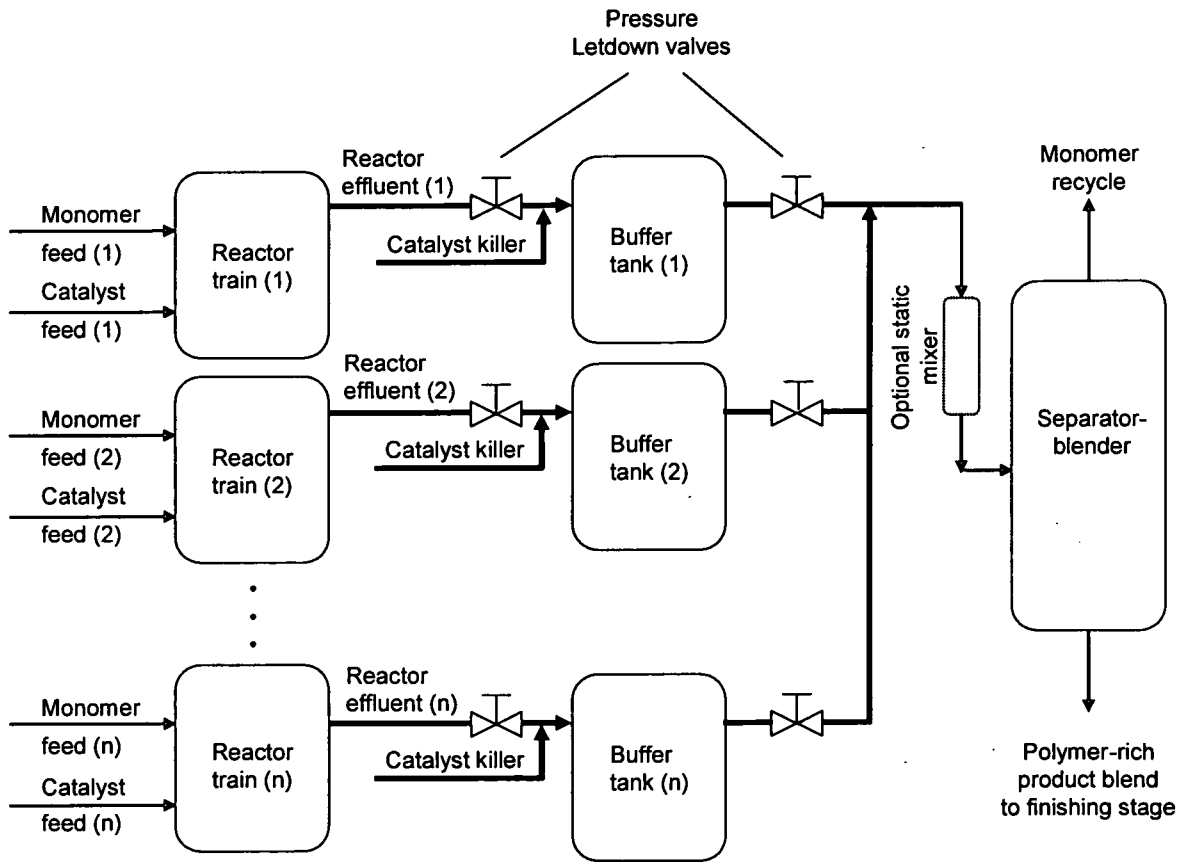 Pressure
Letdown valves
Reactor
effluent (1)
Monomer
recycle
Monomer
feed (1)
Catalyst
feed (1)
Reactor
train (1)
Catalyst killer
Buffer
tank (1)
Optional static
mixer
Reactor
effluent (2)
Monomer
feed (2)
Catalyst
feed (2)
Reactor
train (2)
Catalyst killer
Buffer
tank (2)
Separator-
blender
Reactor
effluent (n)
Monomer
feed (n)
Catalyst
feed (n)
Reactor
train (n)
Catalyst killer
Buffer
tank (n)
Polymer-rich
product blend
to finishing stage